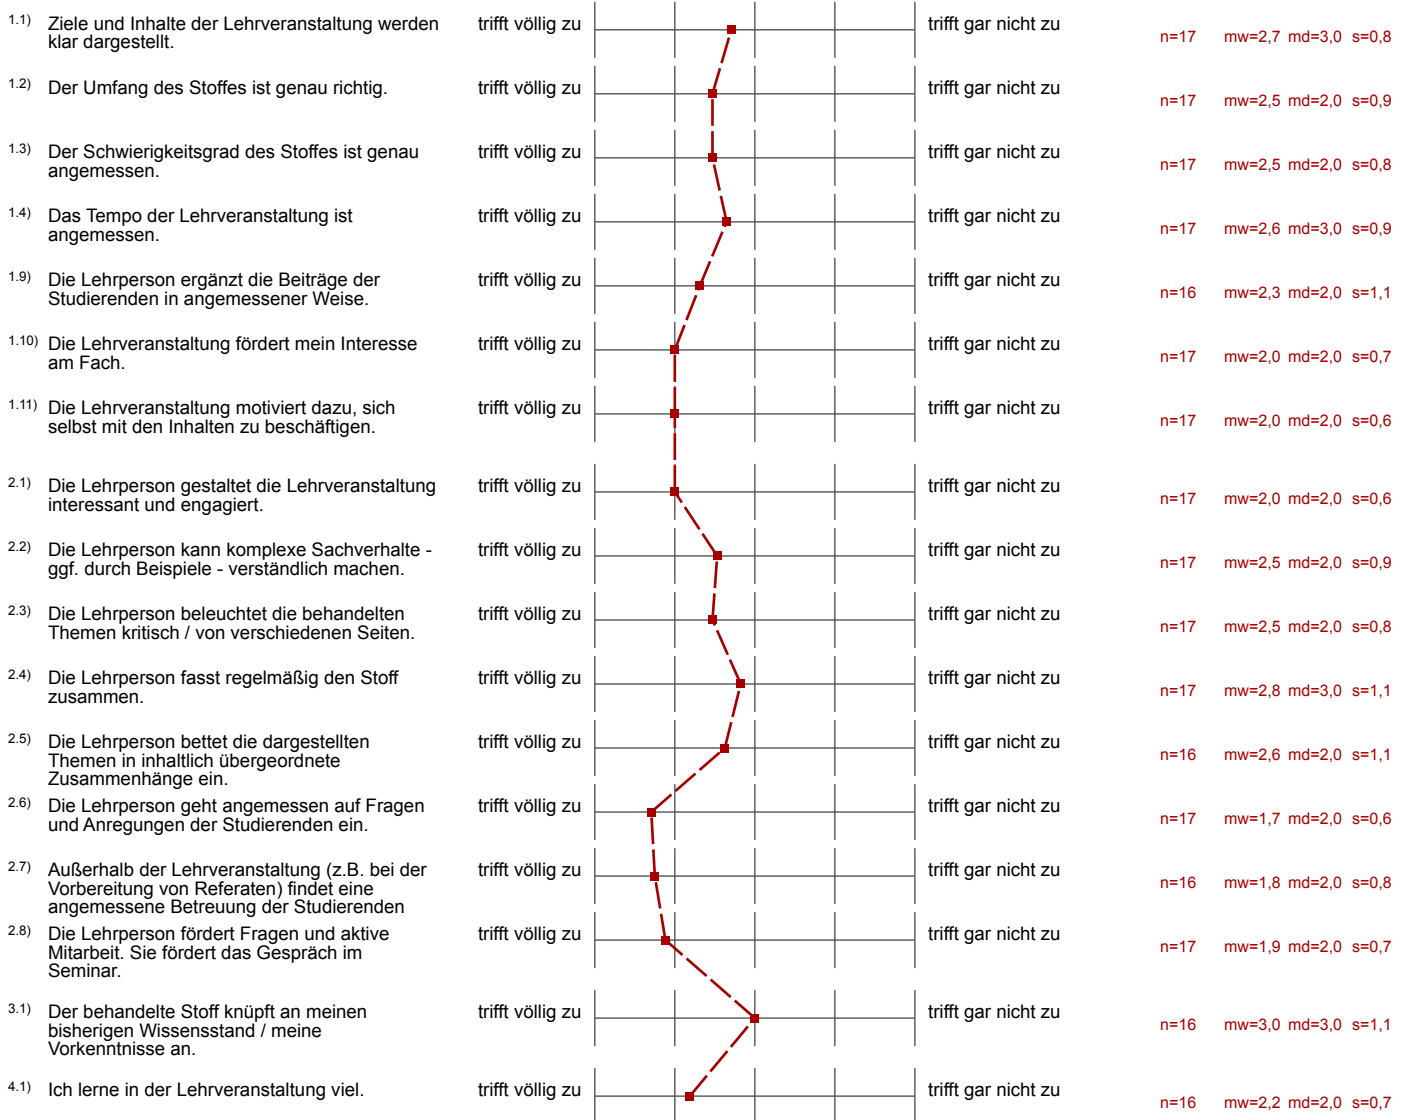 1.1) Ziele und Inhalte der Lehrveranstaltung werden klar dargestellt. trifft völlig zu trifft gar nicht zu n=17 mw=2,7 md=3,0 s=0,8
1.2) Der Umfang des Stoffes ist genau richtig. trifft völlig zu trifft gar nicht zu n=17 mw=2,5 md=2,0 s=0,9
1.3) Der Schwierigkeitsgrad des Stoffes ist genau angemessen. trifft völlig zu trifft gar nicht zu n=17 mw=2,5 md=2,0 s=0,8
1.4) Das Tempo der Lehrveranstaltung ist angemessen. trifft völlig zu trifft gar nicht zu n=17 mw=2,6 md=3,0 s=0,9
1.9) Die Lehrperson ergänzt die Beiträge der Studierenden in angemessener Weise. trifft völlig zu trifft gar nicht zu n=16 mw=2,3 md=2,0 s=1,1
1.10) Die Lehrveranstaltung fördert mein Interesse am Fach. trifft völlig zu trifft gar nicht zu n=17 mw=2,0 md=2,0 s=0,7
1.11) Die Lehrveranstaltung motiviert dazu, sich selbst mit den Inhalten zu beschäftigen. trifft völlig zu trifft gar nicht zu n=17 mw=2,0 md=2,0 s=0,6
2.1) Die Lehrperson gestaltet die Lehrveranstaltung interessant und engagiert. trifft völlig zu trifft gar nicht zu n=17 mw=2,0 md=2,0 s=0,6
2.2) Die Lehrperson kann komplexe Sachverhalte - ggf. durch Beispiele - verständlich machen. trifft völlig zu trifft gar nicht zu n=17 mw=2,5 md=2,0 s=0,9
2.3) Die Lehrperson beleuchtet die behandelten Themen kritisch / von verschiedenen Seiten. trifft völlig zu trifft gar nicht zu n=17 mw=2,5 md=2,0 s=0,8
2.4) Die Lehrperson fasst regelmäßig den Stoff zusammen. trifft völlig zu trifft gar nicht zu n=17 mw=2,8 md=3,0 s=1,1
2.5) Die Lehrperson bettet die dargestellten Themen in inhaltlich übergeordnete Zusammenhänge ein. trifft völlig zu trifft gar nicht zu n=16 mw=2,6 md=2,0 s=1,1
2.6) Die Lehrperson geht angemessen auf Fragen und Anregungen der Studierenden ein. trifft völlig zu trifft gar nicht zu n=17 mw=1,7 md=2,0 s=0,6
2.7) Außerhalb der Lehrveranstaltung (z.B. bei der Vorbereitung von Referaten) findet eine angemessene Betreuung der Studierenden trifft völlig zu trifft gar nicht zu n=16 mw=1,8 md=2,0 s=0,8
2.8) Die Lehrperson fördert Fragen und aktive Mitarbeit. Sie fördert das Gespräch im Seminar. trifft völlig zu trifft gar nicht zu n=17 mw=1,9 md=2,0 s=0,7
3.1) Der behandelte Stoff knüpft an meinen bisherigen Wissensstand / meine Vorkenntnisse an. trifft völlig zu trifft gar nicht zu n=16 mw=3,0 md=3,0 s=1,1
4.1) Ich lerne in der Lehrveranstaltung viel. trifft völlig zu trifft gar nicht zu n=16 mw=2,2 md=2,0 s=0,7